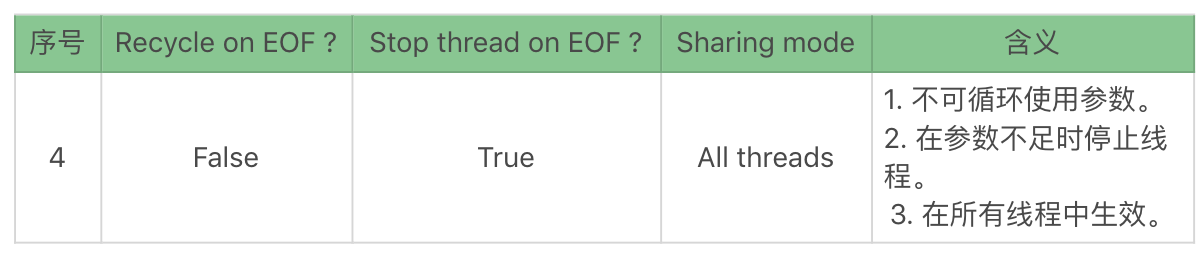 序号 Recycle on EOF ? Stop thread on EOF ? Sharing mode 含义
4 False True All threads
1. 不可循环使用参数。
2. 在参数不足时停止线
程。
3. 在所有线程中生效。